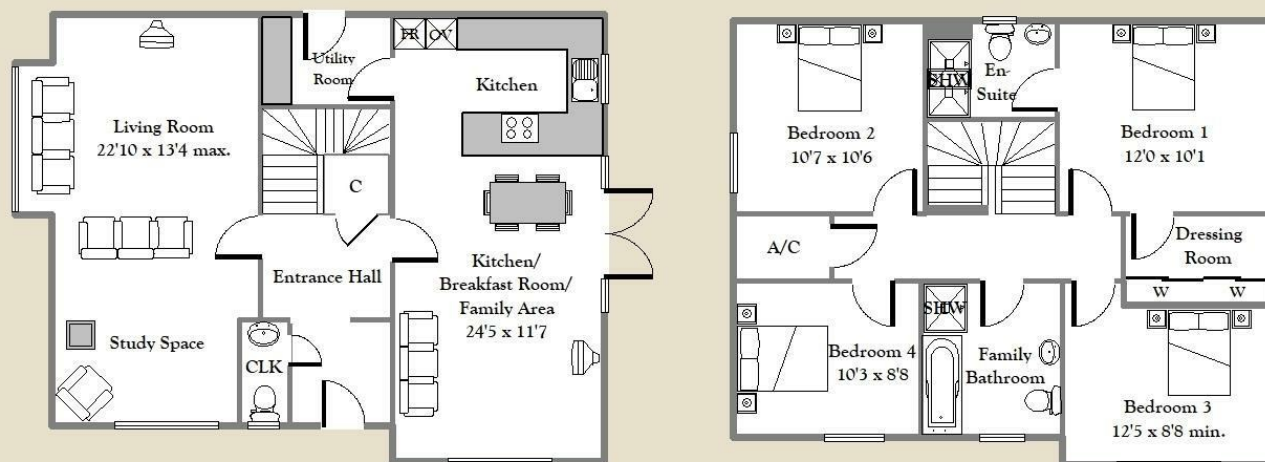 FR
OV
Utility
Room
Kitchen
Living Room
22'10 x 13'4 max.
C
Entrance Hall
Kitchen/
Breakfast Room/
Family Area
24'5 x 11'7
Study Space
CLK
SHW
En-
Suite
Bedroom 2
10'7 x 10'6
Bedroom 1
12'0 x 10'1
A/C
Dressing
Room
W W
SHW
Bedroom 4
10'3 x 8'8
Family
Bathroom
Bedroom 3
12'5 x 8'8 min.